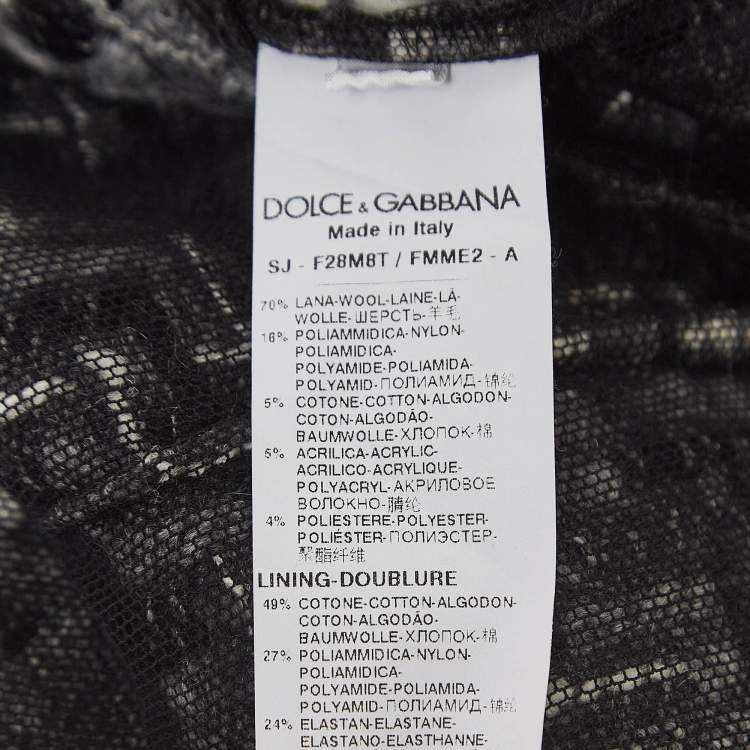 DOLCE & GABBANA
Made in Italy
SJ - F28M8T / FMME2 - A
70% LANA-WOOL-LAINE-LÀ-
WOLLE-ШЕРСТЬ-羊毛
16% POLIAMMIDICA-NYLON-
POLIAMIDICA-
POLYAMIDE-POLIAMIDA-
POLYAMID-ПОЛИАМИД-锦纶
5% COTONE-COTTON-ALGODON-
COTON-ALGODÃO-
BAUMWOLLE-ХЛОПОК-棉
5% ACRILICA-ACRYLIC-
ACRILICO-ACRYLIQUE-
POLYACRYL-АКРИЛОВОЕ
ВОЛОКНО-腈纶
4% POLIESTERE-POLYESTER-
POLIÉSTER-ПОЛИЭСТЕР-
聚酯纤维
LINING-DOUBLURE
49% COTONE-COTTON-ALGODON-
COTON-ALGODÃO-
BAUMWOLLE-ХЛОПОК-棉
27% POLIAMMIDICA-NYLON-
POLIAMIDICA-
POLYAMIDE-POLIAMIDA-
POLYAMID-ПОЛИАМИД-锦纶
24% ELASTAN-ELASTANE-
ELASTANO-ELASTHANNE-